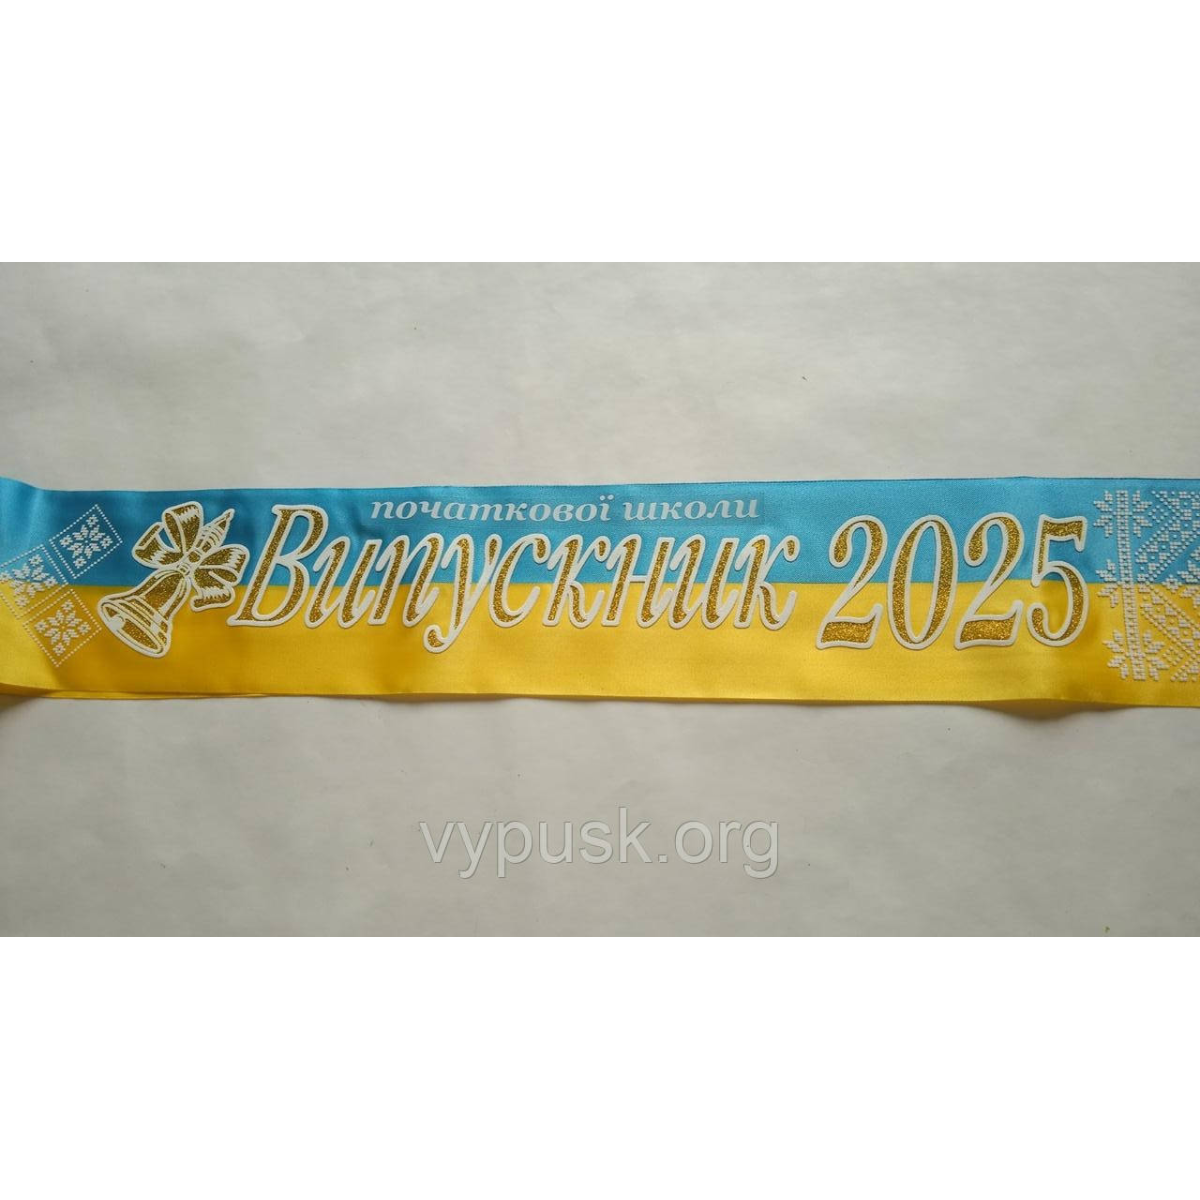 початкової школи
Випускник 2025
vypusk.org